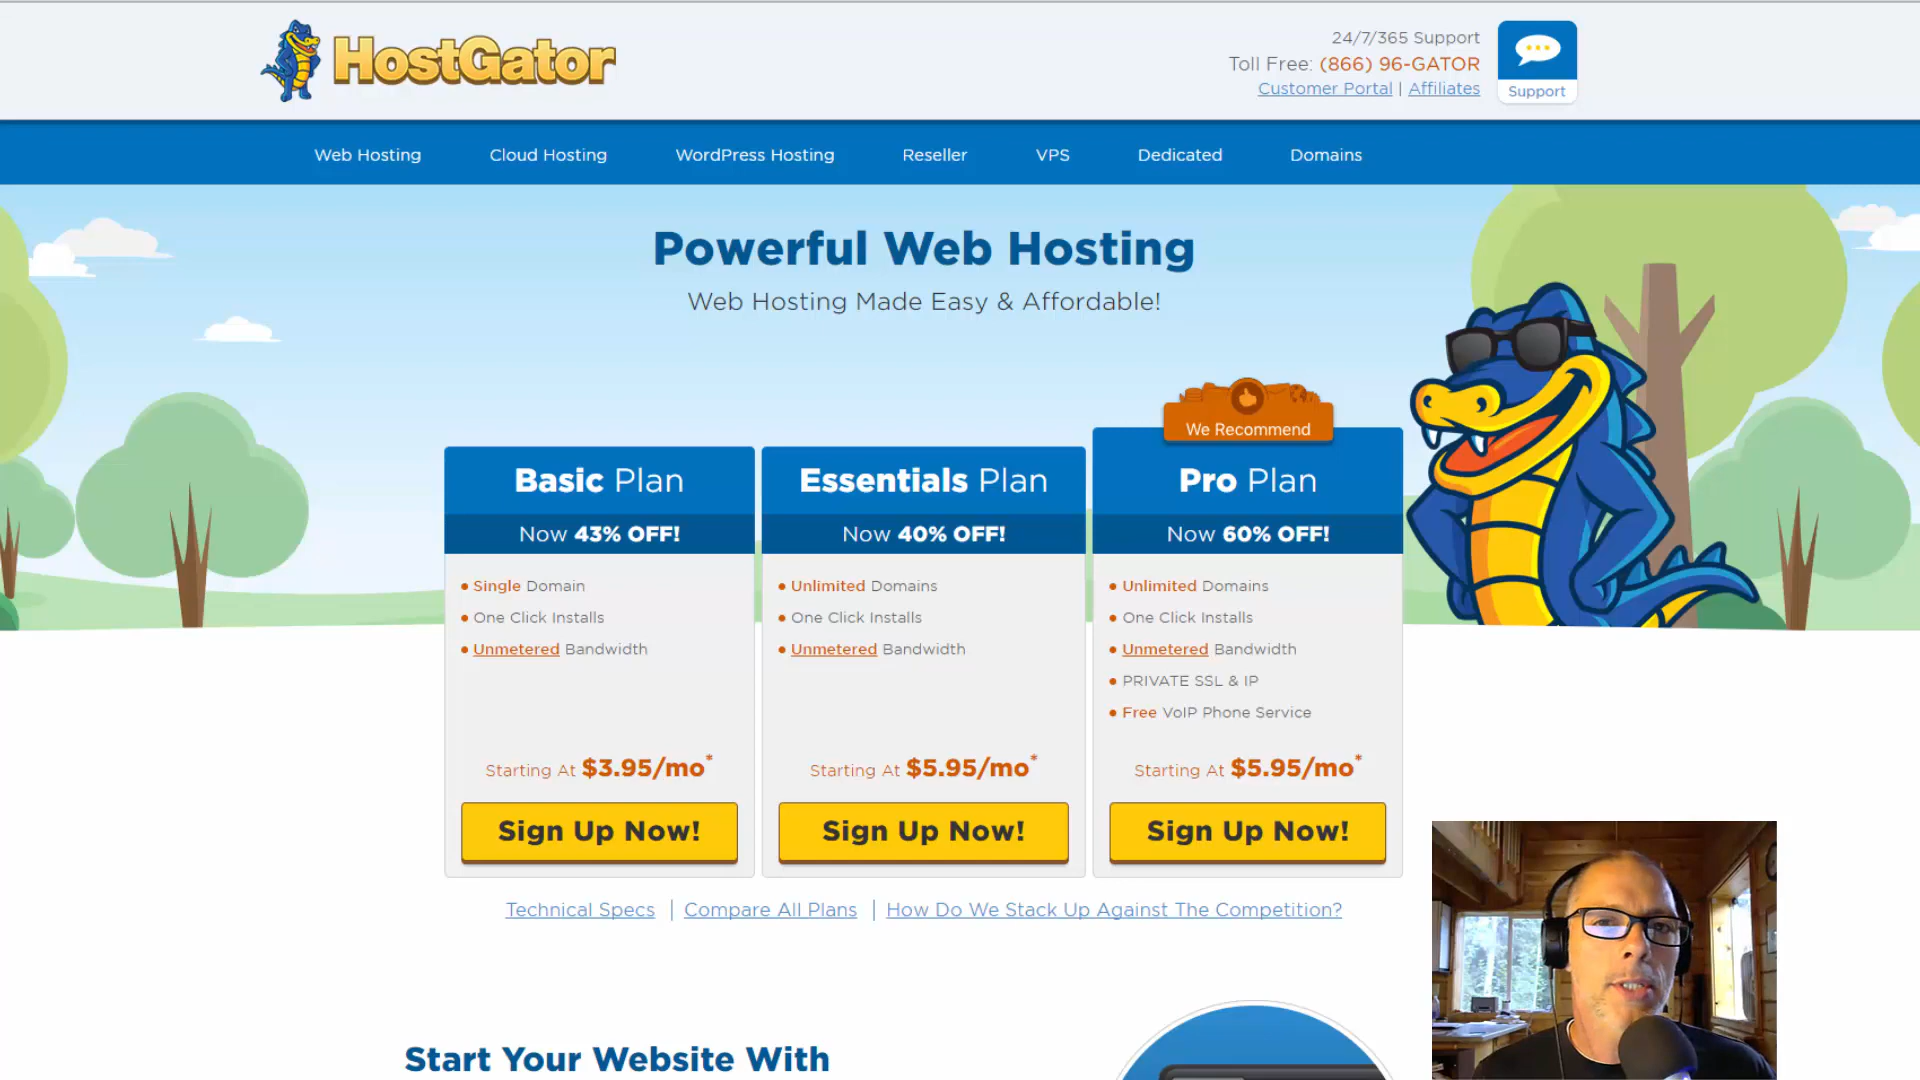 HostGator
24/7/365 Support
Toll Free: (866) 96-GATOR
Customer Portal | Affiliates
Support
Web Hosting
Cloud Hosting
WordPress Hosting
Reseller
VPS
Dedicated
Domains
Powerful Web Hosting
Web Hosting Made Easy & Affordable!
Basic Plan
Now 43% OFF!
• Single Domain
• One Click Installs
• Unmetered Bandwidth
Starting At $3.95/mo*
Sign Up Now!
Essentials Plan
Now 40% OFF!
• Unlimited Domains
• One Click Installs
• Unmetered Bandwidth
Starting At $5.95/mo*
Sign Up Now!
We Recommend
Pro Plan
Now 60% OFF!
• Unlimited Domains
• One Click Installs
• Unmetered Bandwidth
• PRIVATE SSL & IP
• Free VoIP Phone Service
Starting At $5.95/mo*
Sign Up Now!
Technical Specs | Compare All Plans | How Do We Stack Up Against The Competition?
Start Your Website With